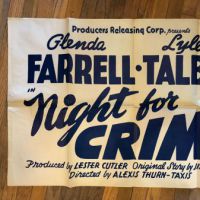 Producers Releasing Corp. presents
Glenda Lyle
FARRELL · TALB
in Night for
CRIM
Produced by LESTER CUTLER Original Story by JI
Directed by ALEXIS THURN-TAXIS